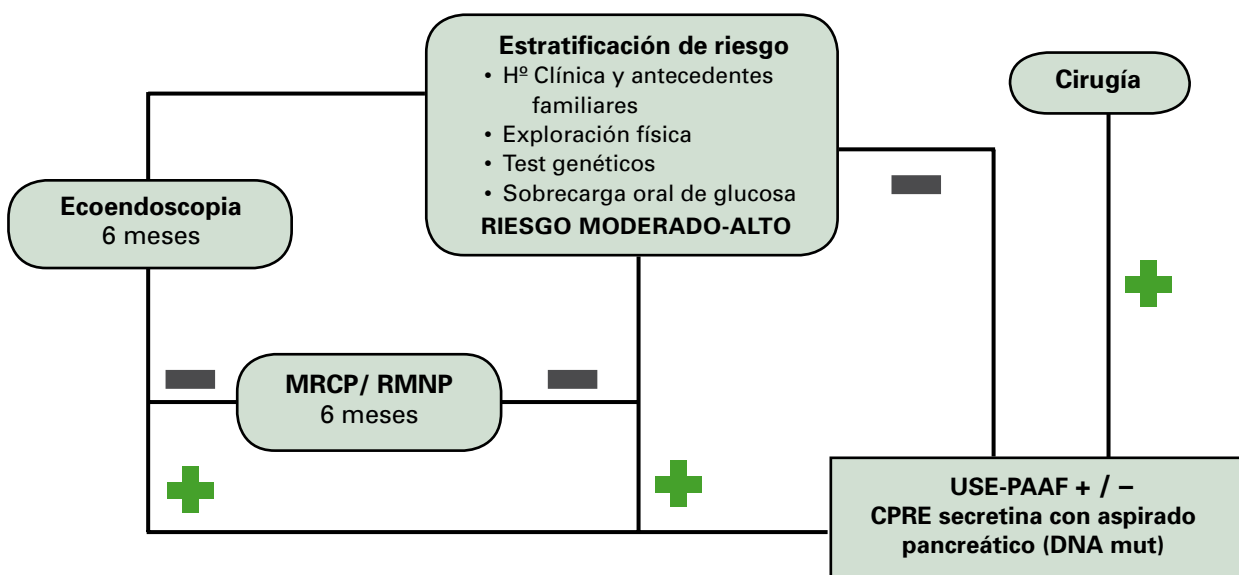 Estratificación de riesgo
• Hº Clínica y antecedentes
familiares
• Exploración física
• Test genéticos
• Sobrecarga oral de glucosa
RIESGO MODERADO-ALTO
Cirugía
Ecoendoscopia
6 meses
MRCP/ RMNP
6 meses
USE-PAAF + / –
CPRE secretina con aspirado
pancreático (DNA mut)